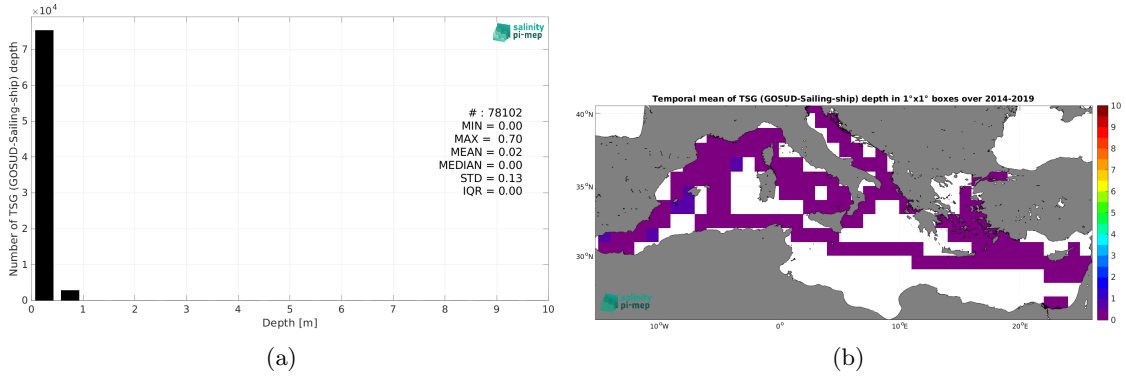 ×10⁴
7
6
5
4
3
2
1
0
Number of TSG (GOSUD-Sailing-ship) depth
salinity
pi-mep
# : 78102
MIN = 0.00
MAX = 0.70
MEAN = 0.02
MEDIAN = 0.00
STD = 0.13
IQR = 0.00
0 1 2 3 4 5 6 7 8 9 10
Depth [m]
(a)
Temporal mean of TSG (GOSUD-Sailing-ship) depth in 1°x1° boxes over 2014-2019
40°N
35°N
30°N
salinity
pi-mep
10°W 0° 10°E 20°E
10
9
8
7
6
5
4
3
2
1
0
(b)